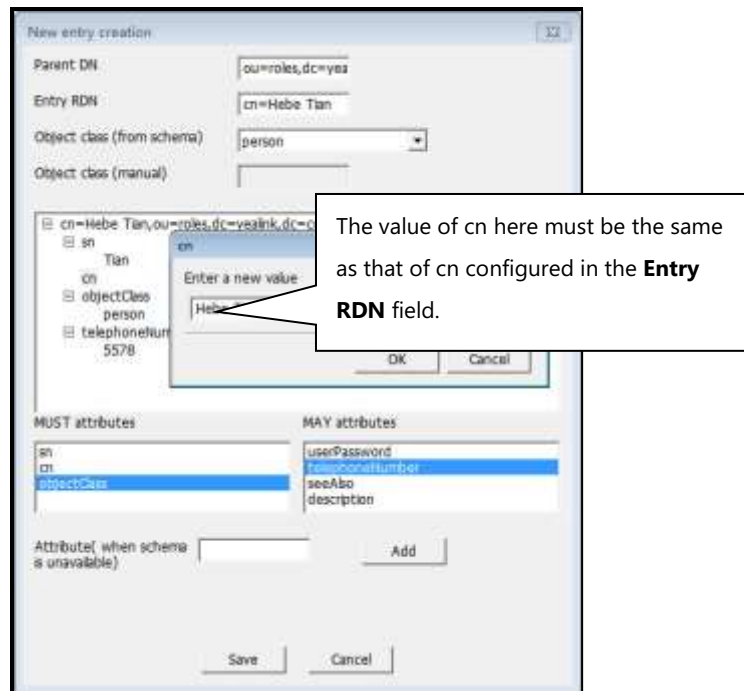 New entry creation
Parent DN
ou=roles,dc=yea
Entry RDN
cn=Hebe Tian
Object class (from schema)
person
Object class (manual)
cn=Hebe Tian,ou=roles,dc=yealink,dc=c
sn
Tian
cn
objectClass
person
telephoneNum
5578
cn
Enter a new value
Hebe
The value of cn here must be the same
as that of cn configured in the Entry
RDN field.
OK
Cancel
MUST attributes
MAY attributes
sn
cn
objectClass
userPassword
telephoneNumber
seeAlso
description
Attribute( when schema
is unavailable)
Add
Save
Cancel